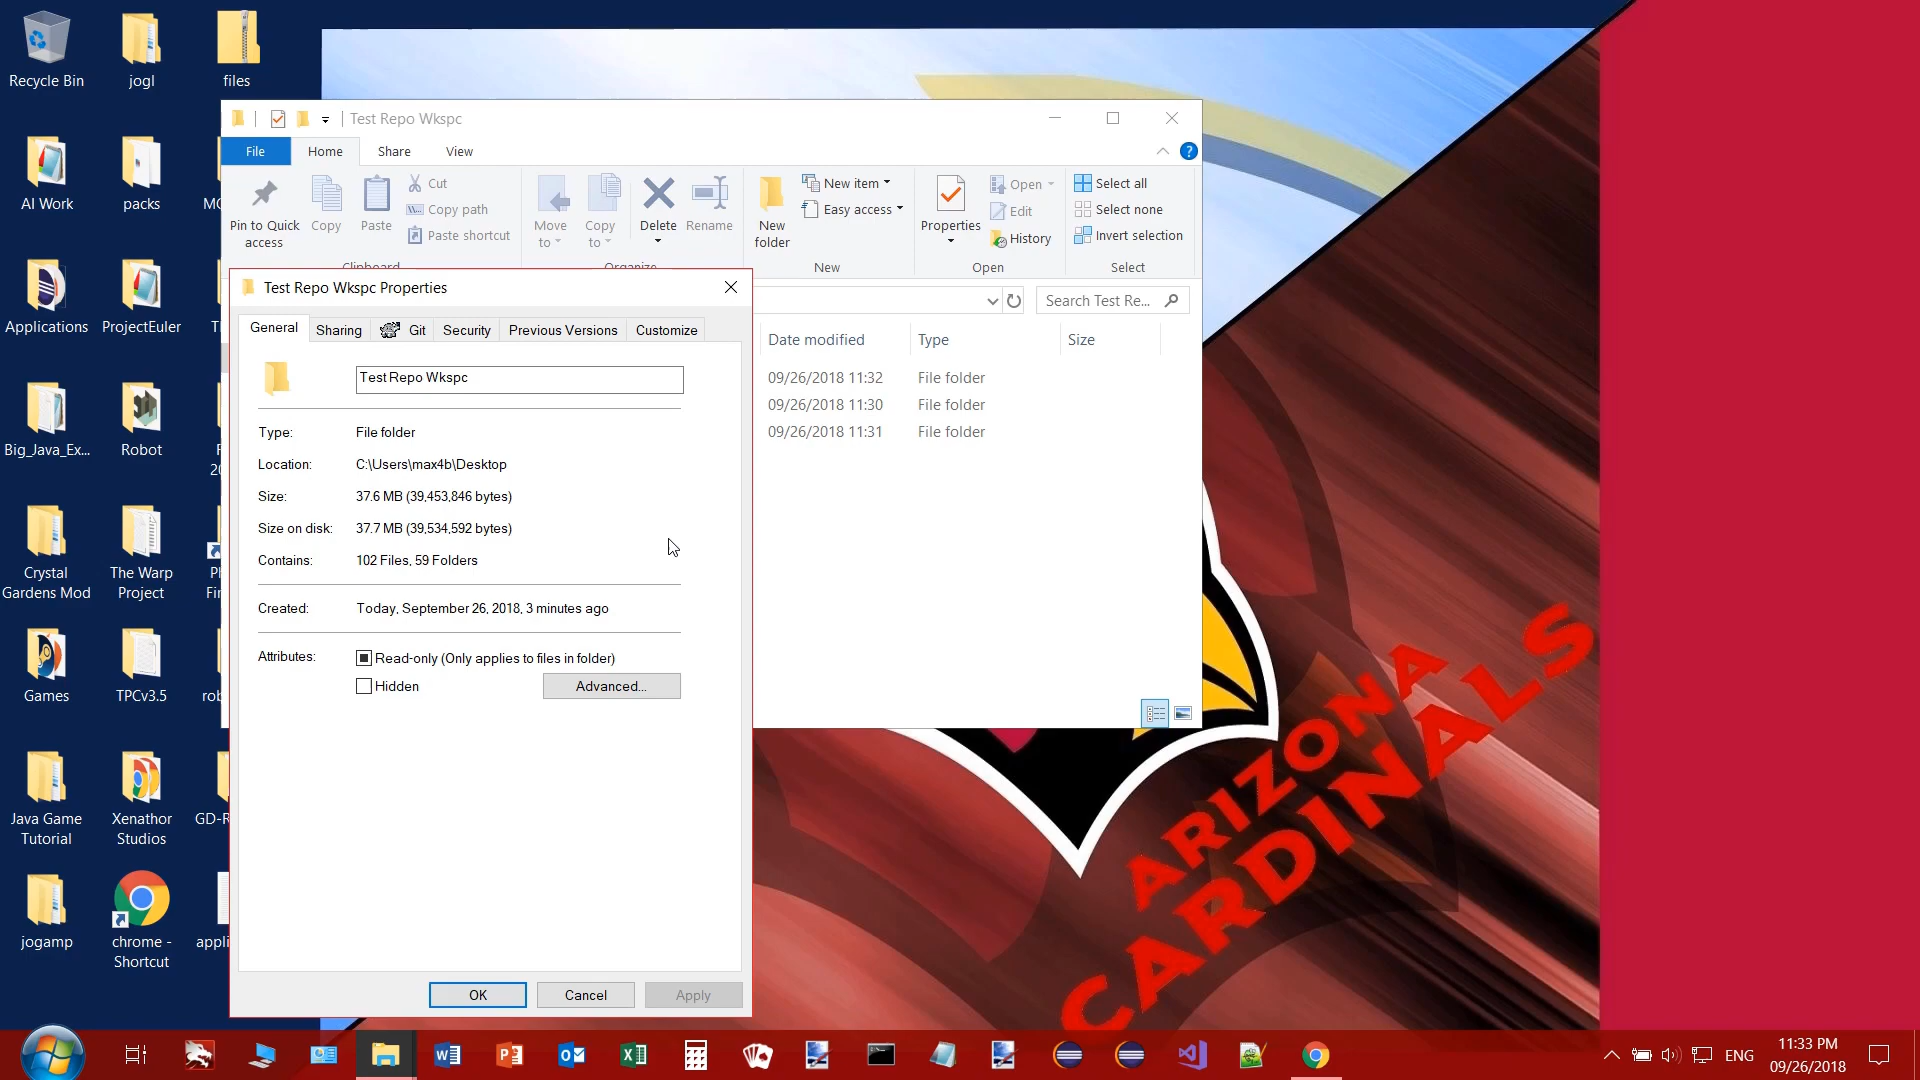 Recycle Bin
jogl
files
AI Work
packs
Applications
ProjectEuler
Big_Java_Ex...
Robot
Crystal
Gardens Mod
The Warp
Project
Games
TPCv3.5
Java Game
Tutorial
Xenathor
Studios
jogamp
chrome -
Shortcut
Test Repo Wkspc
File
Home
Share
View
Pin to Quick
access
Copy
Paste
Cut
Copy path
Paste shortcut
Clipboard
Move
to
Copy
to
Delete
Rename
Organize
New
folder
New item
Easy access
New
Properties
Open
Edit
History
Open
Select all
Select none
Invert selection
Select
Search Test Re...
Date modified
Type
Size
09/26/2018 11:32
File folder
09/26/2018 11:30
File folder
09/26/2018 11:31
File folder
Test Repo Wkspc Properties
General
Sharing
Git
Security
Previous Versions
Customize
Test Repo Wkspc
Type:
File folder
Location:
C:\Users\max4b\Desktop
Size:
37.6 MB (39,453,846 bytes)
Size on disk:
37.7 MB (39,534,592 bytes)
Contains:
102 Files, 59 Folders
Created:
Today, September 26, 2018, 3 minutes ago
Attributes:
Read-only (Only applies to files in folder)
Hidden
Advanced...
OK
Cancel
Apply
ARIZONA
CARDINALS
ENG
11:33 PM
09/26/2018